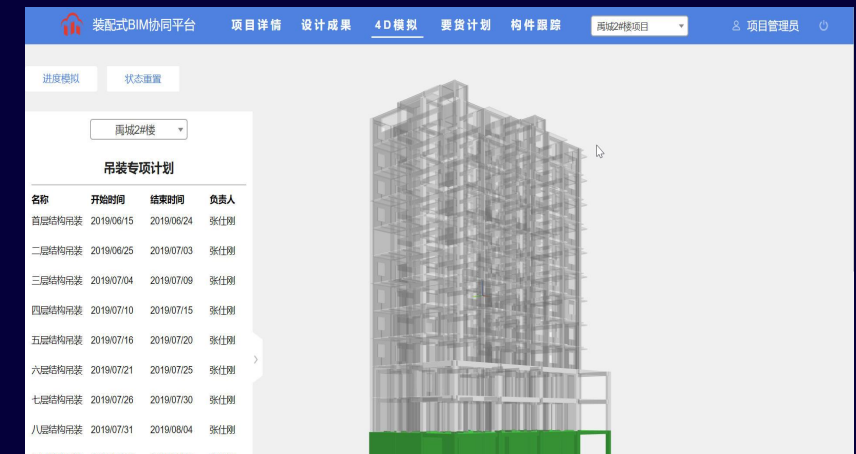 装配式BIM协同平台 项目详情 设计成果 4D模拟 要货计划 构件跟踪 禹城2#楼项目 项目管理员
进度模拟 状态重置
禹城2#楼
吊装专项计划
名称 开始时间 结束时间 负责人
首层结构吊装 2019/06/15 2019/06/24 张仕刚
二层结构吊装 2019/06/25 2019/07/03 张仕刚
三层结构吊装 2019/07/04 2019/07/09 张仕刚
四层结构吊装 2019/07/10 2019/07/15 张仕刚
五层结构吊装 2019/07/16 2019/07/20 张仕刚
六层结构吊装 2019/07/21 2019/07/25 张仕刚
七层结构吊装 2019/07/26 2019/07/30 张仕刚
八层结构吊装 2019/07/31 2019/08/04 张仕刚